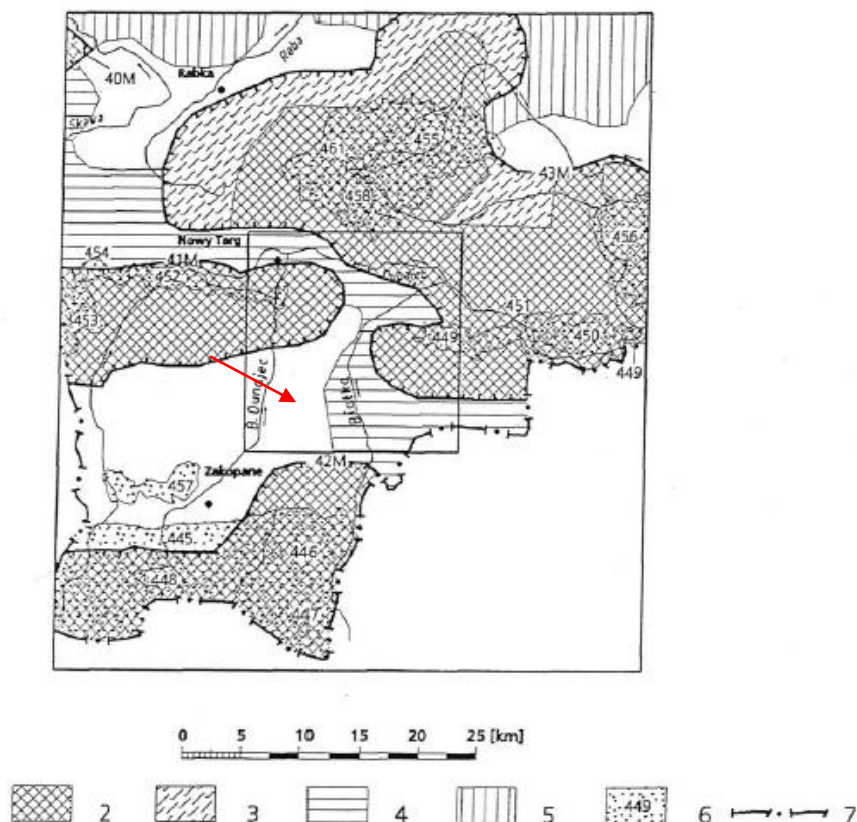 40M
Rabka
Raba
Skawa
461
455
458
43M
456
Nowy Targ
454
41M
452
453
Dunajec
451
449
450
449
B. Dunajec
Białka
42M
Zakopane
457
445
446
448
447
0 5 10 15 20 25 [km]
2 3 4 5 449 6 7